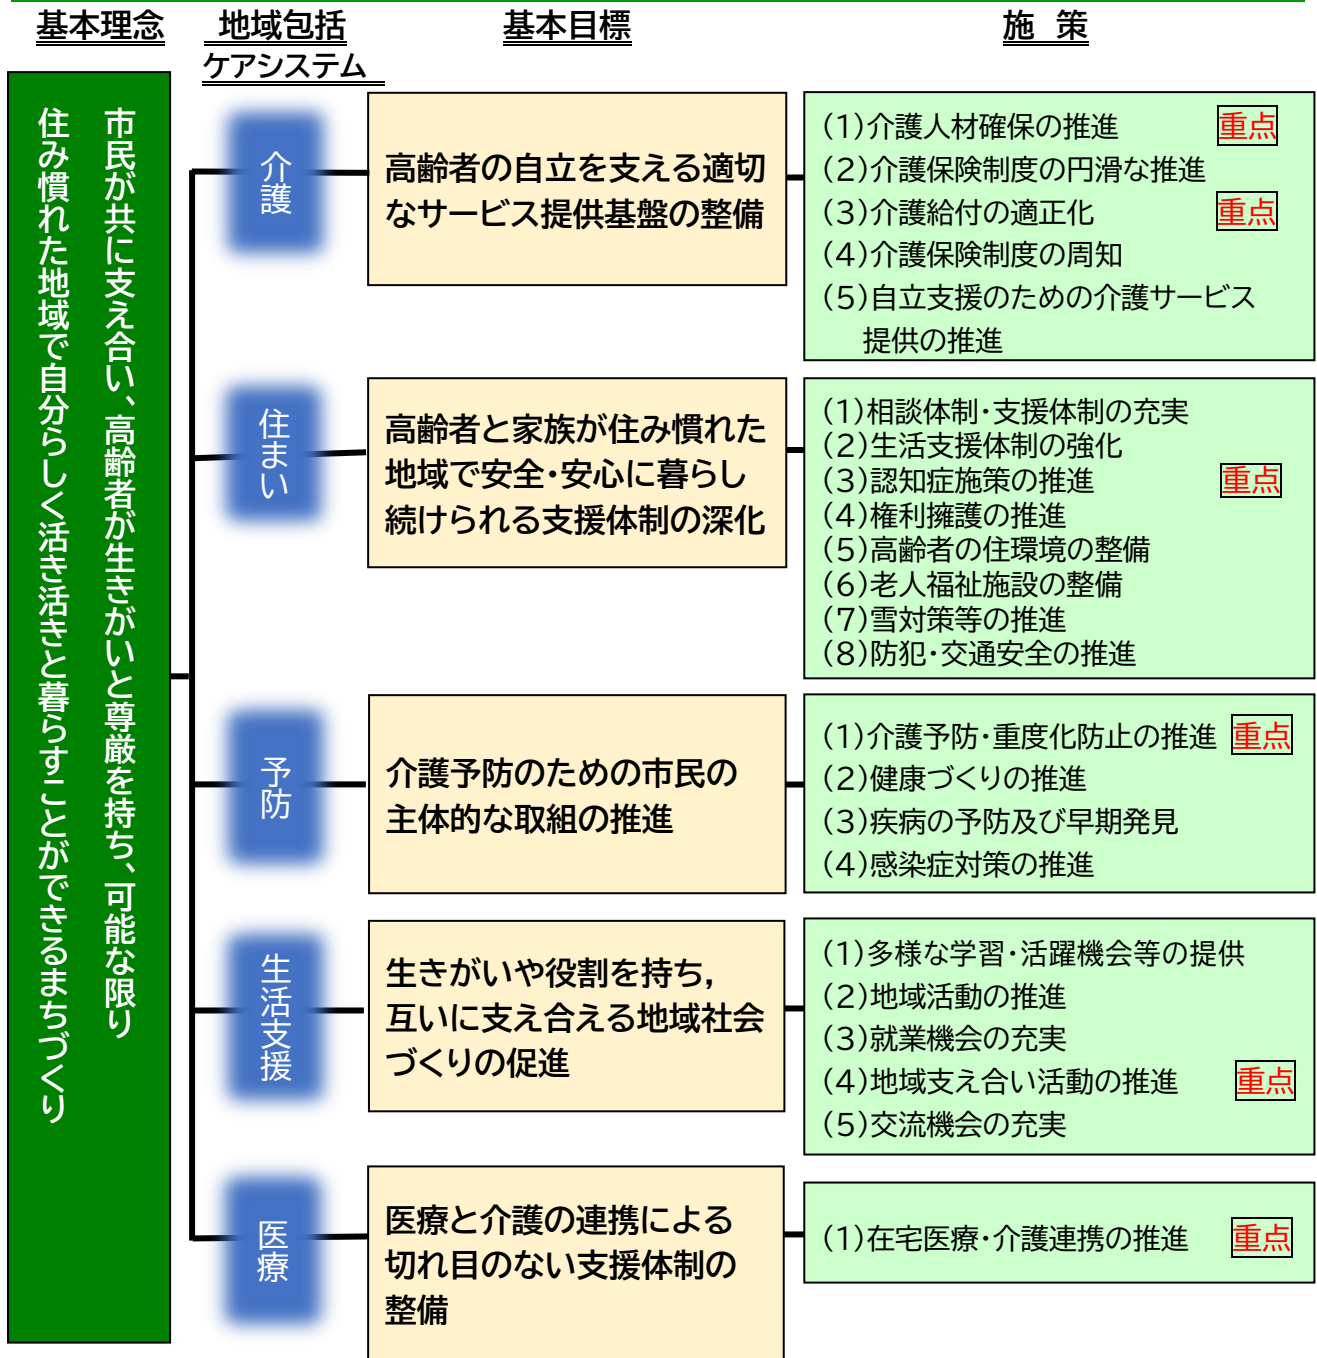 基本理念
地域包括
ケアシステム
基本目標
施 策
市民が共に支え合い、高齢者が生きがいと尊厳を持ち、可能な限り
住み慣れた地域で自分らしく活き活きと暮らすことができるまちづくり
介護
高齢者の自立を支える適切
なサービス提供基盤の整備
(1)介護人材確保の推進 重点
(2)介護保険制度の円滑な推進
(3)介護給付の適正化 重点
(4)介護保険制度の周知
(5)自立支援のための介護サービス
提供の推進
住まい
高齢者と家族が住み慣れた
地域で安全・安心に暮らし
続けられる支援体制の深化
(1)相談体制・支援体制の充実
(2)生活支援体制の強化
(3)認知症施策の推進 重点
(4)権利擁護の推進
(5)高齢者の住環境の整備
(6)老人福祉施設の整備
(7)雪対策等の推進
(8)防犯・交通安全の推進
予防
介護予防のための市民の
主体的な取組の推進
(1)介護予防・重度化防止の推進 重点
(2)健康づくりの推進
(3)疾病の予防及び早期発見
(4)感染症対策の推進
生活支援
生きがいや役割を持ち,
互いに支え合える地域社会
づくりの促進
(1)多様な学習・活躍機会等の提供
(2)地域活動の推進
(3)就業機会の充実
(4)地域支え合い活動の推進 重点
(5)交流機会の充実
医療
医療と介護の連携による
切れ目のない支援体制の
整備
(1)在宅医療・介護連携の推進 重点